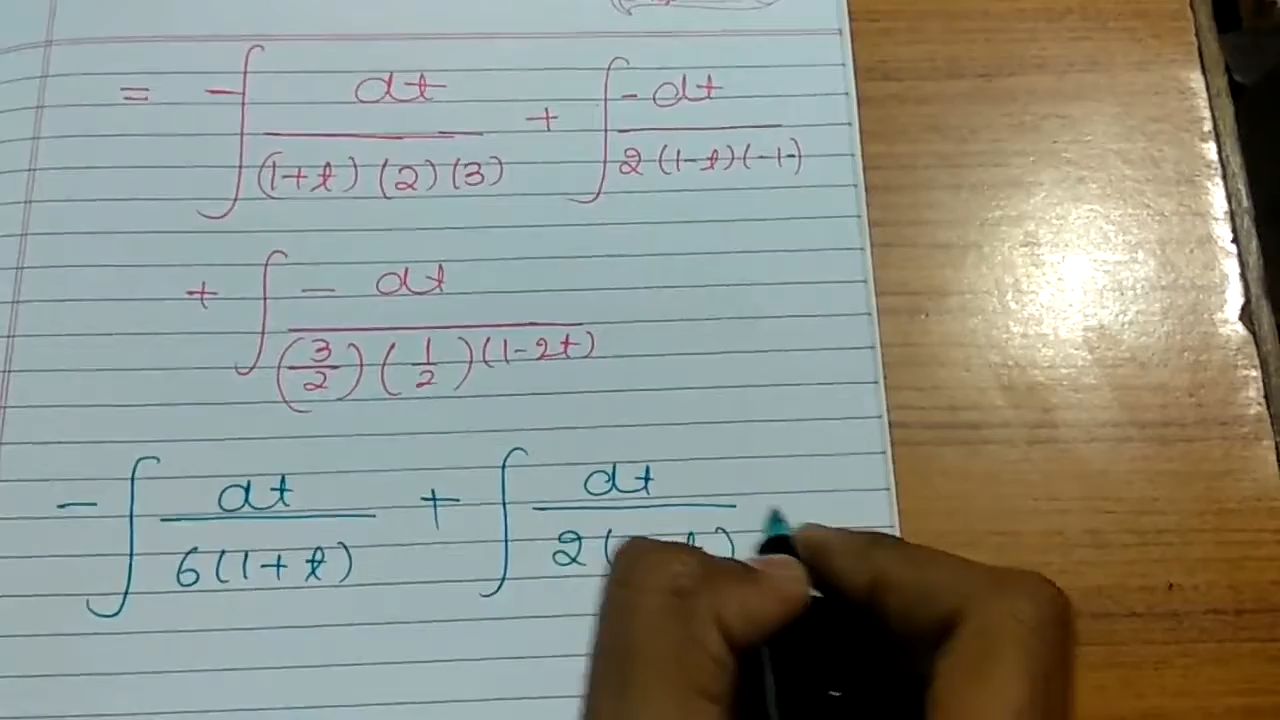 = -∫ dt / (1+t)(2)(3) + ∫ -dt / 2(1-t)(-1)
+ ∫ - dt / (3/2)(1/2)(1-2t)
- ∫ dt / 6(1+t) + ∫ dt / 2( t)